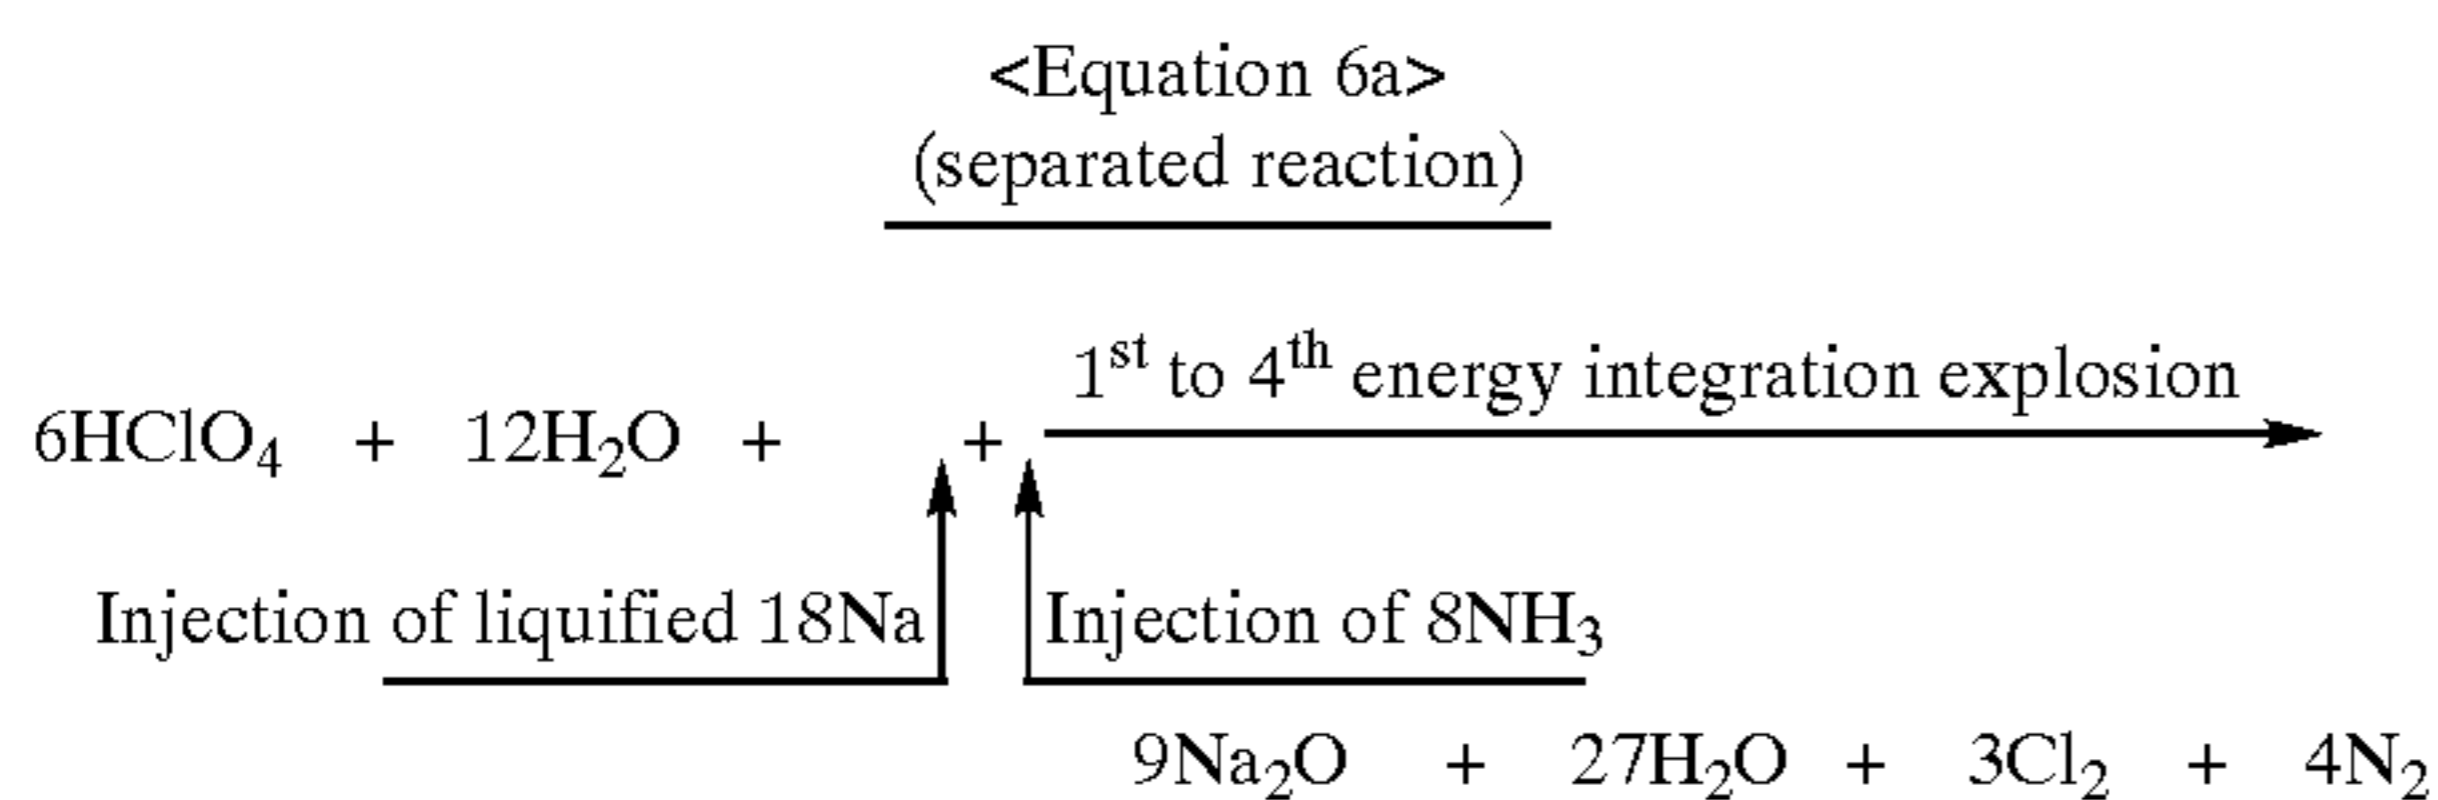 <Equation 6a>
(separated reaction)
1st to 4th energy integration explosion
6HClO4 + 12H2O + +
Injection of liquified 18Na Injection of 8NH3
9Na2O + 27H2O + 3Cl2 + 4N2